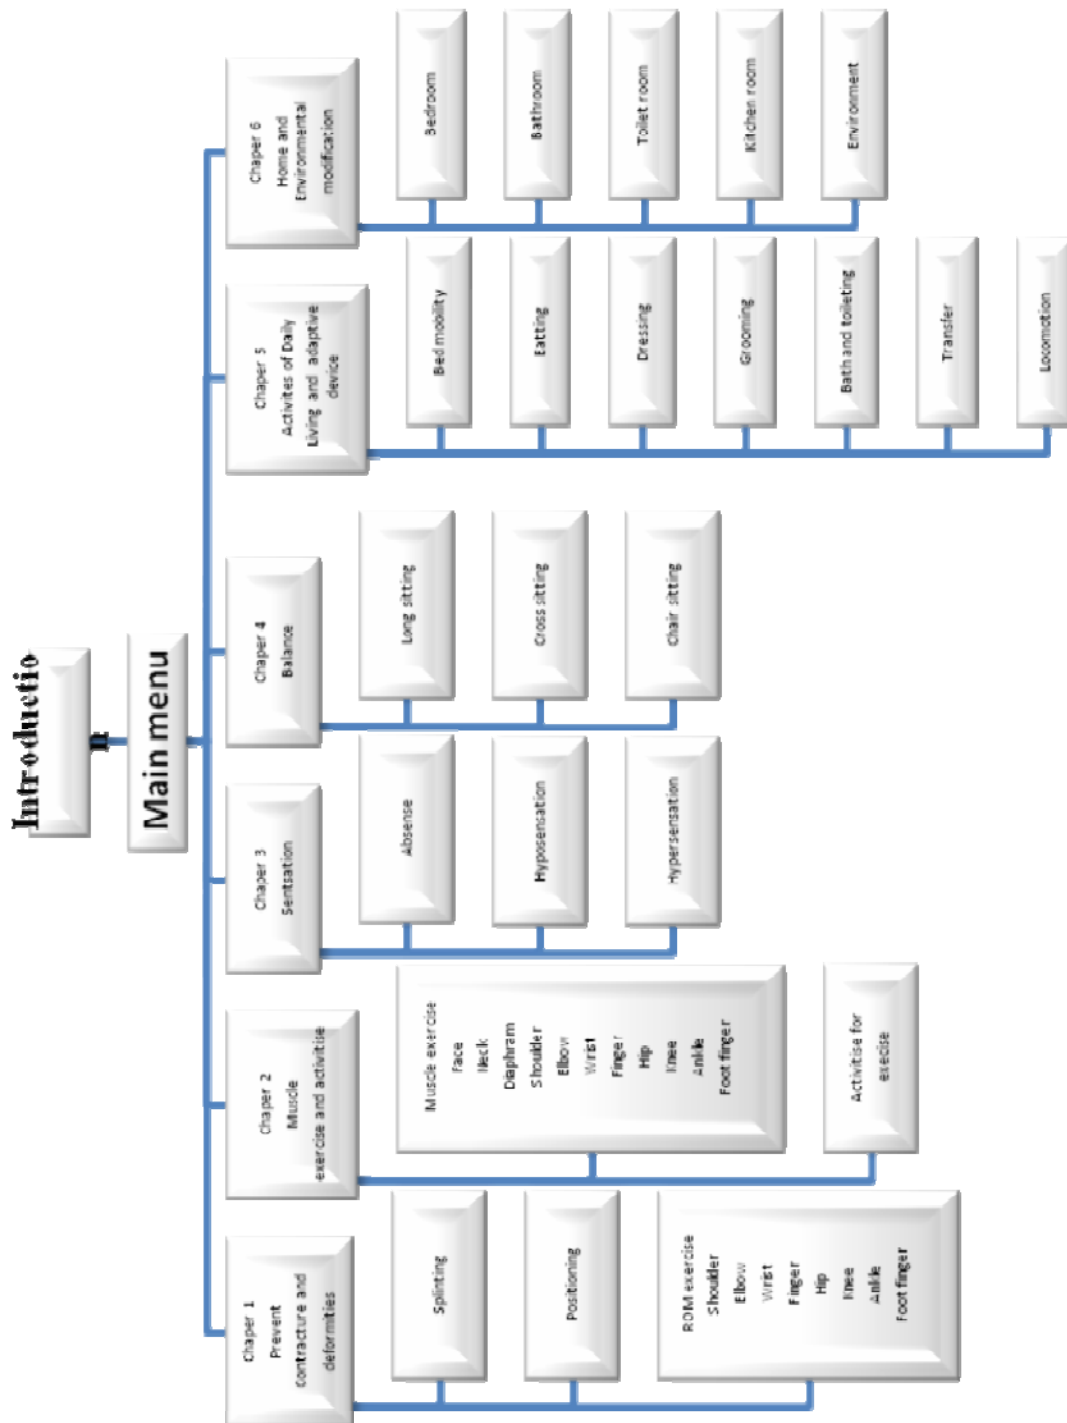 Introductio
n
Main menu
Chaper 1
Prevent
contracture and
deformities
Splinting
Positioning
ROM exercise
Shoulder
Elbow
Wrist
Finger
Hip
Knee
Ankle
Foot finger
Chaper 2
Muscle
exercise and activitise
Muscle exercise
Face
Neck
Diaphram
Shoulder
Elbow
Wrist
Finger
Hip
Knee
Ankle
Foot finger
Activitise for
execise
Chaper 3
Sentsation
Absense
Hyposensation
Hypersensation
Chaper 4
Balance
Long sitting
Cross sitting
Chair sitting
Chaper 5
Activites of Daily
Living and adaptive
device
Bed mobility
Eatting
Dressing
Grooming
Bath and toileting
Transfer
Locomotion
Chaper 6
Home and
Environmental
modification
Bedroom
Bathroom
Toilet room
Kitchen room
Environment